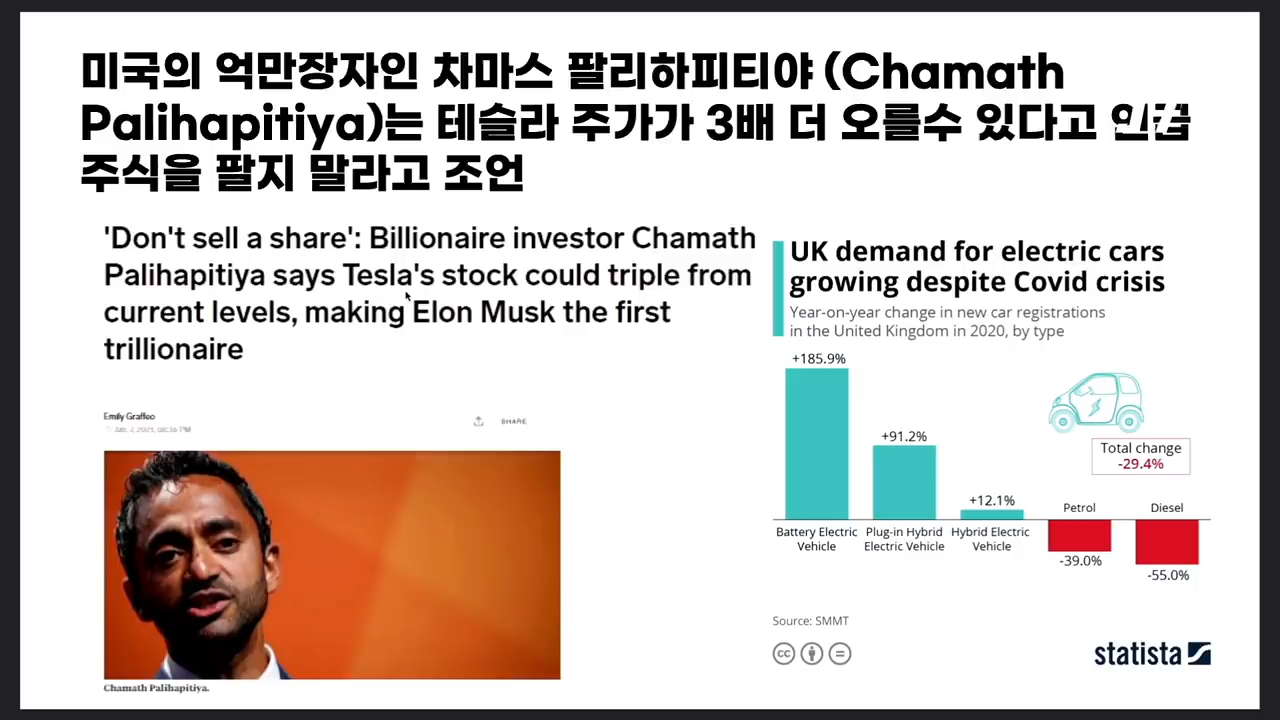 미국의 억만장자인 차마스 팔리하피티야 (Chamath
Palihapitiya)는 테슬라 주가가 3배 더 오를수 있다고
주식을 팔지 말라고 조언
'Don't sell a share': Billionaire investor Chamath
Palihapitiya says Tesla's stock could triple from
current levels, making Elon Musk the first
trillionaire
Emily Graffeo
Jan. 7, 2021,
SHARE
Chamath Palihapitiya.
UK demand for electric cars
growing despite Covid crisis
Year-on-year change in new car registrations
in the United Kingdom in 2020, by type
+185.9%
+91.2%
+12.1%
Total change
-29.4%
Petrol
Diesel
Battery Electric
Vehicle
Plug-in Hybrid
Electric Vehicle
Hybrid Electric
Vehicle
-39.0%
-55.0%
Source: SMMT
cc
statista